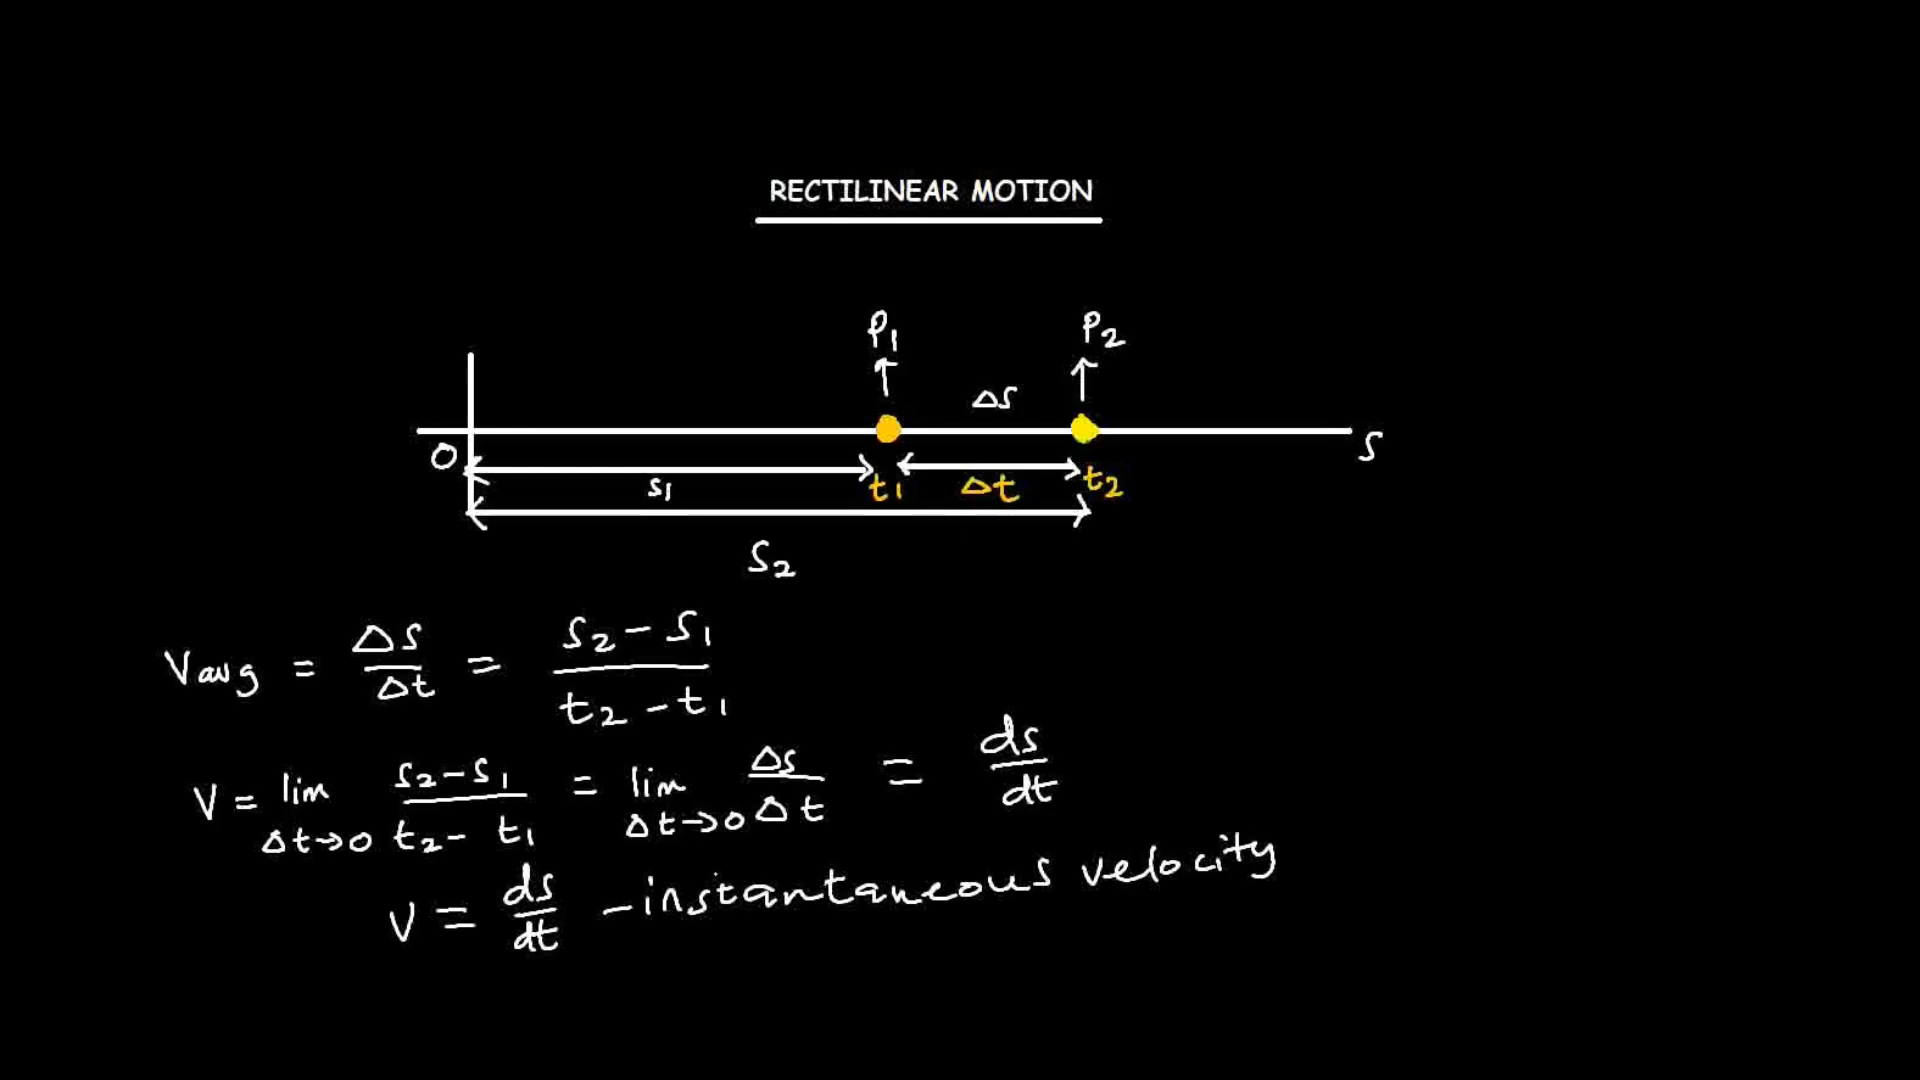 RECTILINEAR MOTION
P1 P2
ΔS
O S
S1 t1 Δt t2
S2
Vavg = ΔS/Δt = (S2 - S1)/(t2 - t1)
V = lim Δt→0 (S2 - S1)/(t2 - t1) = lim Δt→0 Δs/Δt = ds/dt
V = ds/dt - instantaneous velocity